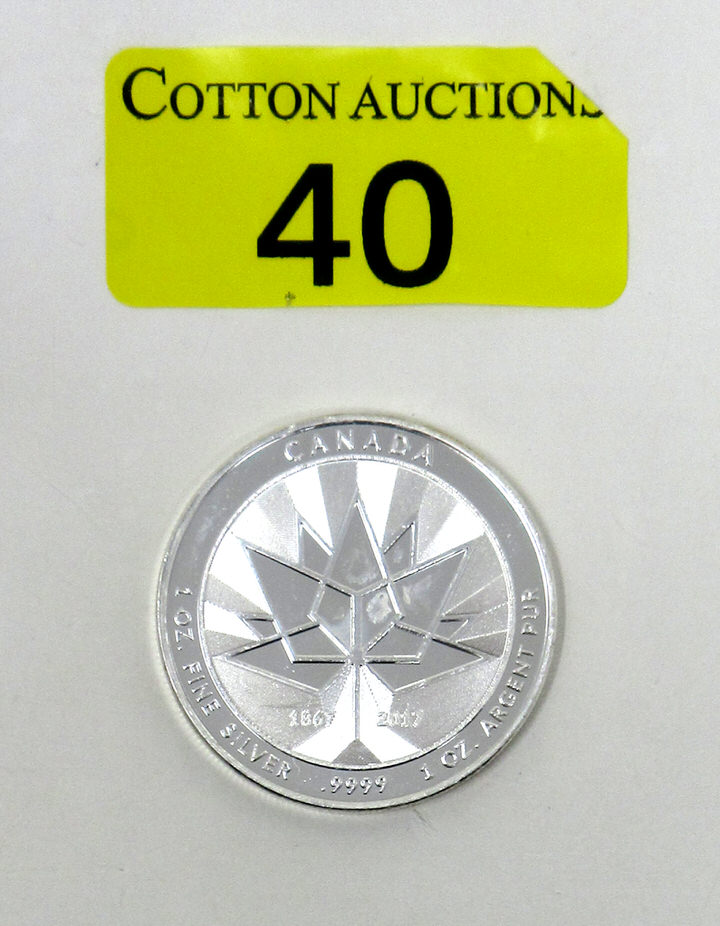 COTTON AUCTIONS
40
CANADA
1 OZ. FINE SILVER .9999 1 OZ. ARGENT PUR
1867 2017